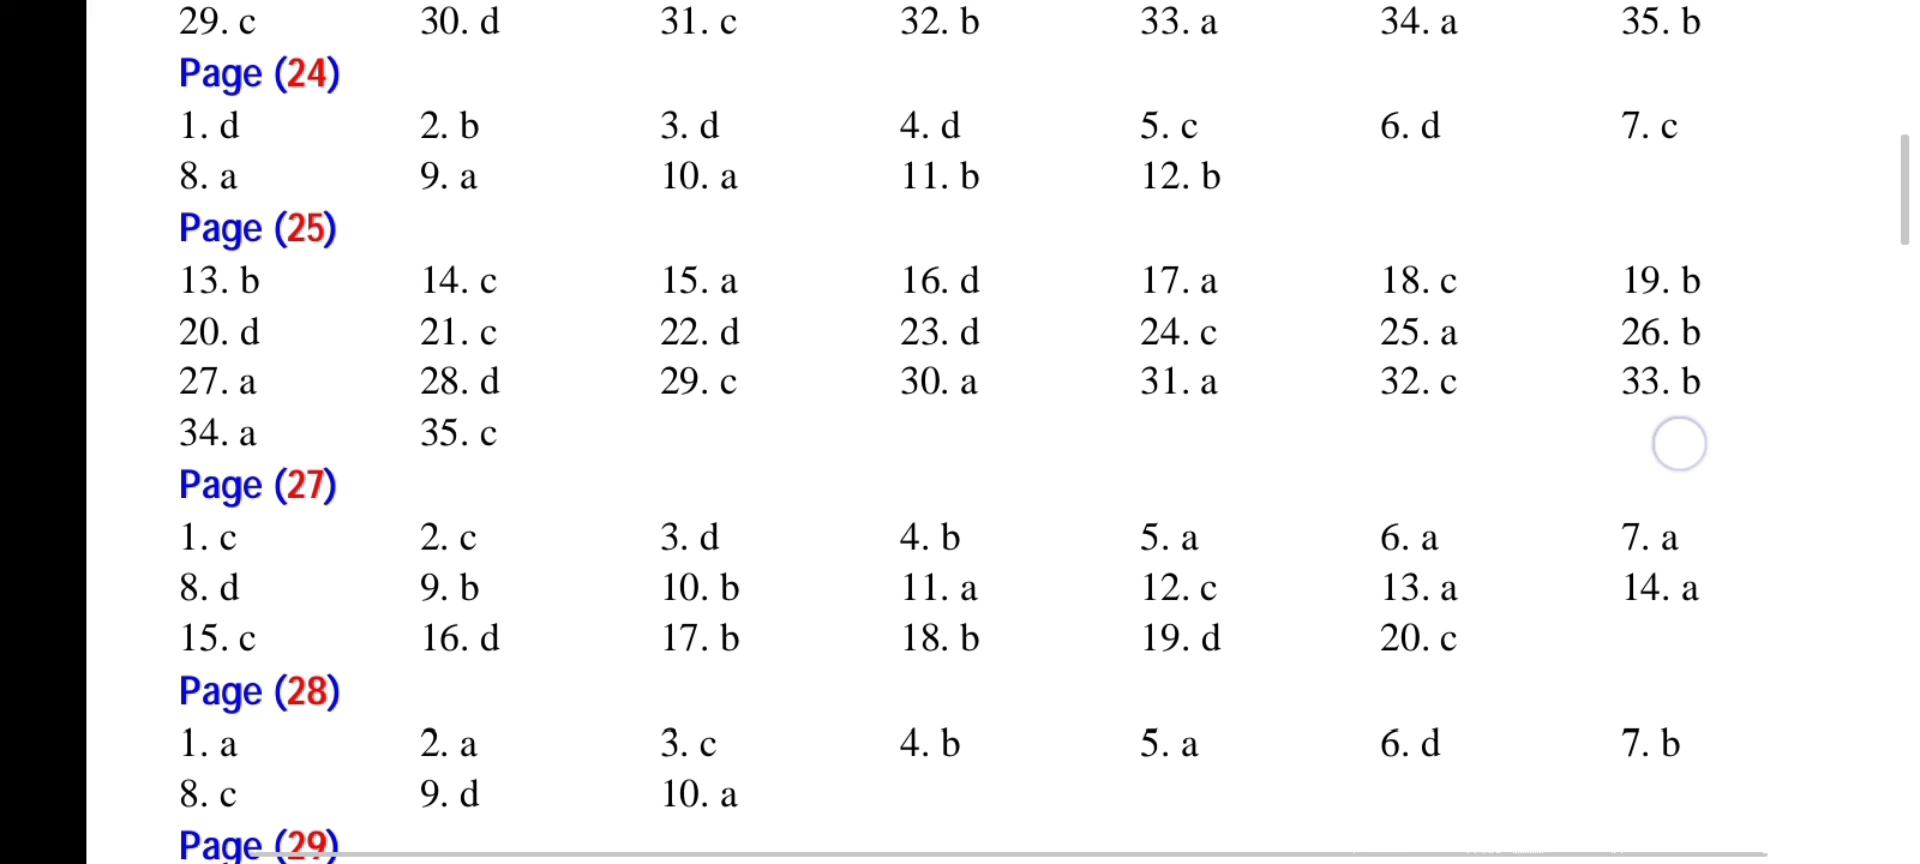 29. c 30. d 31. c 32. b 33. a 34. a 35. b
Page (24)
1. d 2. b 3. d 4. d 5. c 6. d 7. c
8. a 9. a 10. a 11. b 12. b
Page (25)
13. b 14. c 15. a 16. d 17. a 18. c 19. b
20. d 21. c 22. d 23. d 24. c 25. a 26. b
27. a 28. d 29. c 30. a 31. a 32. c 33. b
34. a 35. c
Page (27)
1. c 2. c 3. d 4. b 5. a 6. a 7. a
8. d 9. b 10. b 11. a 12. c 13. a 14. a
15. c 16. d 17. b 18. b 19. d 20. c
Page (28)
1. a 2. a 3. c 4. b 5. a 6. d 7. b
8. c 9. d 10. a
Page (29)